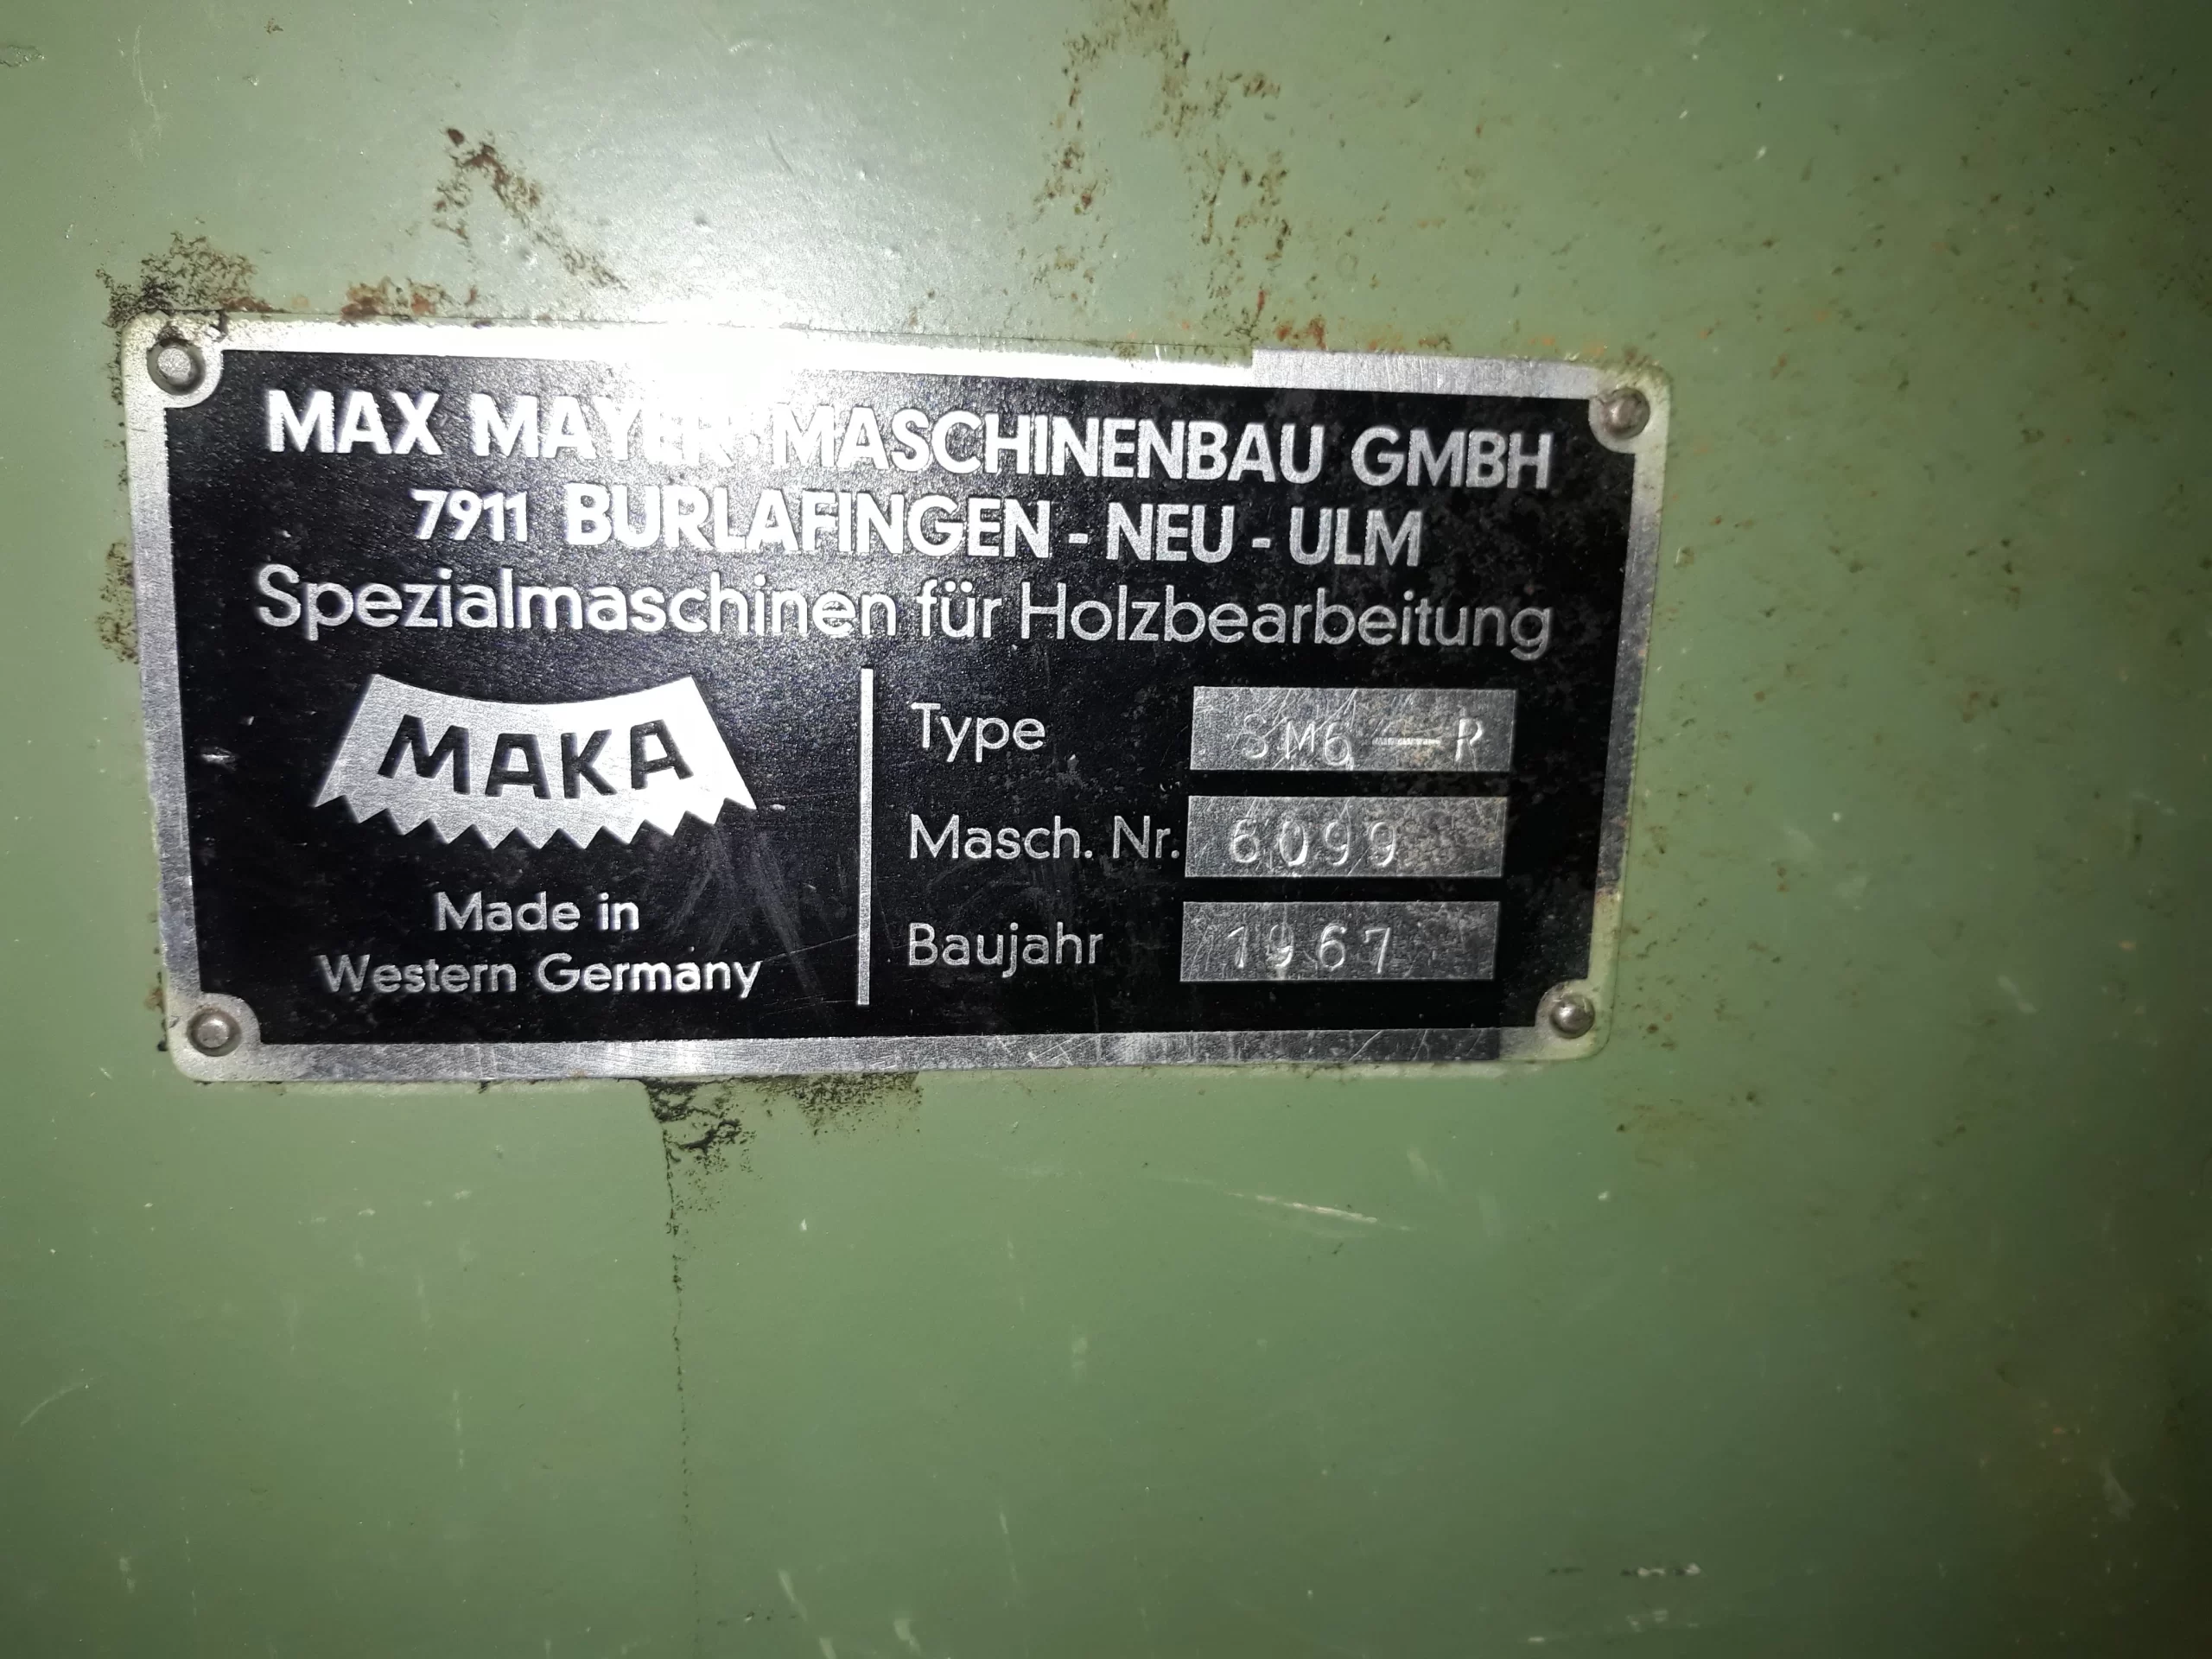 MAX MAYER · MASCHINENBAU GMBH
7911 BURLAFINGEN - NEU - ULM
Spezialmaschinen für Holzbearbeitung
MAKA
Made in
Western Germany
Type SM6 — R
Masch. Nr. 6099
Baujahr 1967